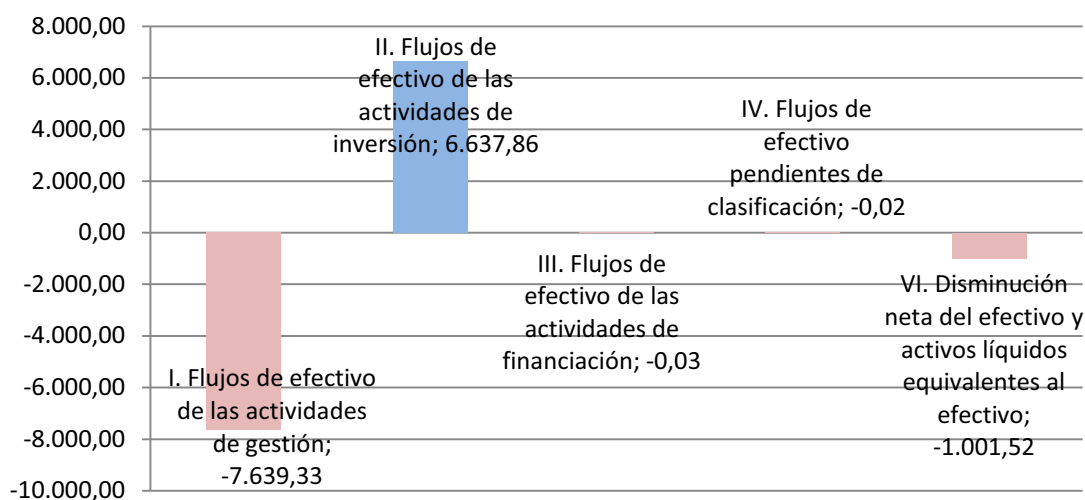 8.000,00
6.000,00
4.000,00
2.000,00
0,00
-2.000,00
-4.000,00
-6.000,00
-8.000,00
-10.000,00
I. Flujos de efectivo
de las actividades
de gestión;
-7.639,33
II. Flujos de
efectivo de las
actividades de
inversión; 6.637,86
III. Flujos de
efectivo de las
actividades de
financiación; -0,03
IV. Flujos de
efectivo
pendientes de
clasificación; -0,02
VI. Disminución
neta del efectivo y
activos líquidos
equivalentes al
efectivo;
-1.001,52